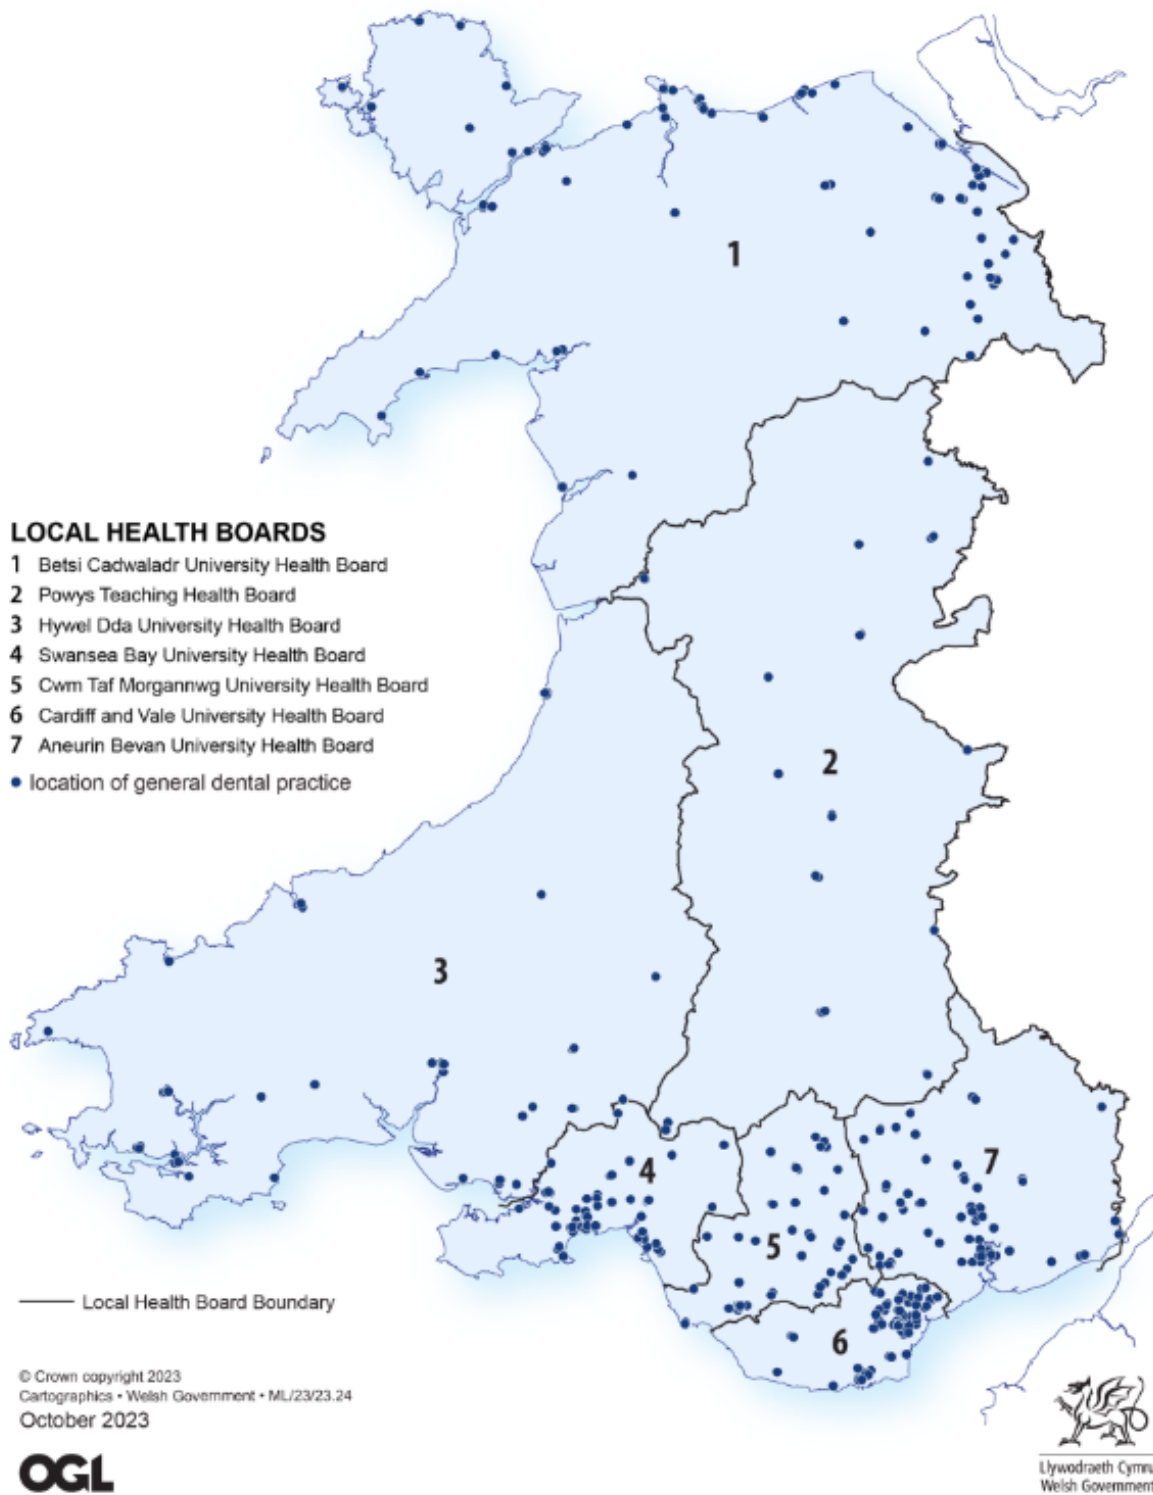 1
LOCAL HEALTH BOARDS
1 Betsi Cadwaladr University Health Board
2 Powys Teaching Health Board
3 Hywel Dda University Health Board
4 Swansea Bay University Health Board
5 Cwm Taf Morgannwg University Health Board
6 Cardiff and Vale University Health Board
7 Aneurin Bevan University Health Board
location of general dental practice
2
3
4
7
5
6
Local Health Board Boundary
© Crown copyright 2023
Cartographics • Welsh Government • ML/23/23.24
October 2023
OGL
Llywodraeth Cymru
Welsh Government